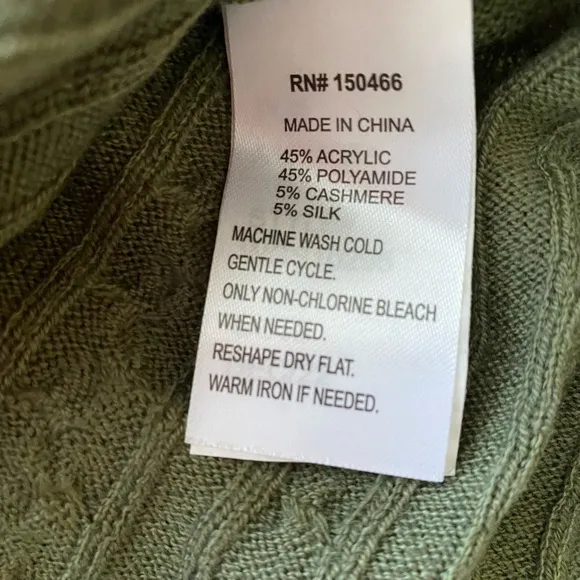 RN# 150466
MADE IN CHINA
45% ACRYLIC
45% POLYAMIDE
5% CASHMERE
5% SILK
MACHINE WASH COLD
GENTLE CYCLE.
ONLY NON-CHLORINE BLEACH
WHEN NEEDED.
RESHAPE DRY FLAT.
WARM IRON IF NEEDED.